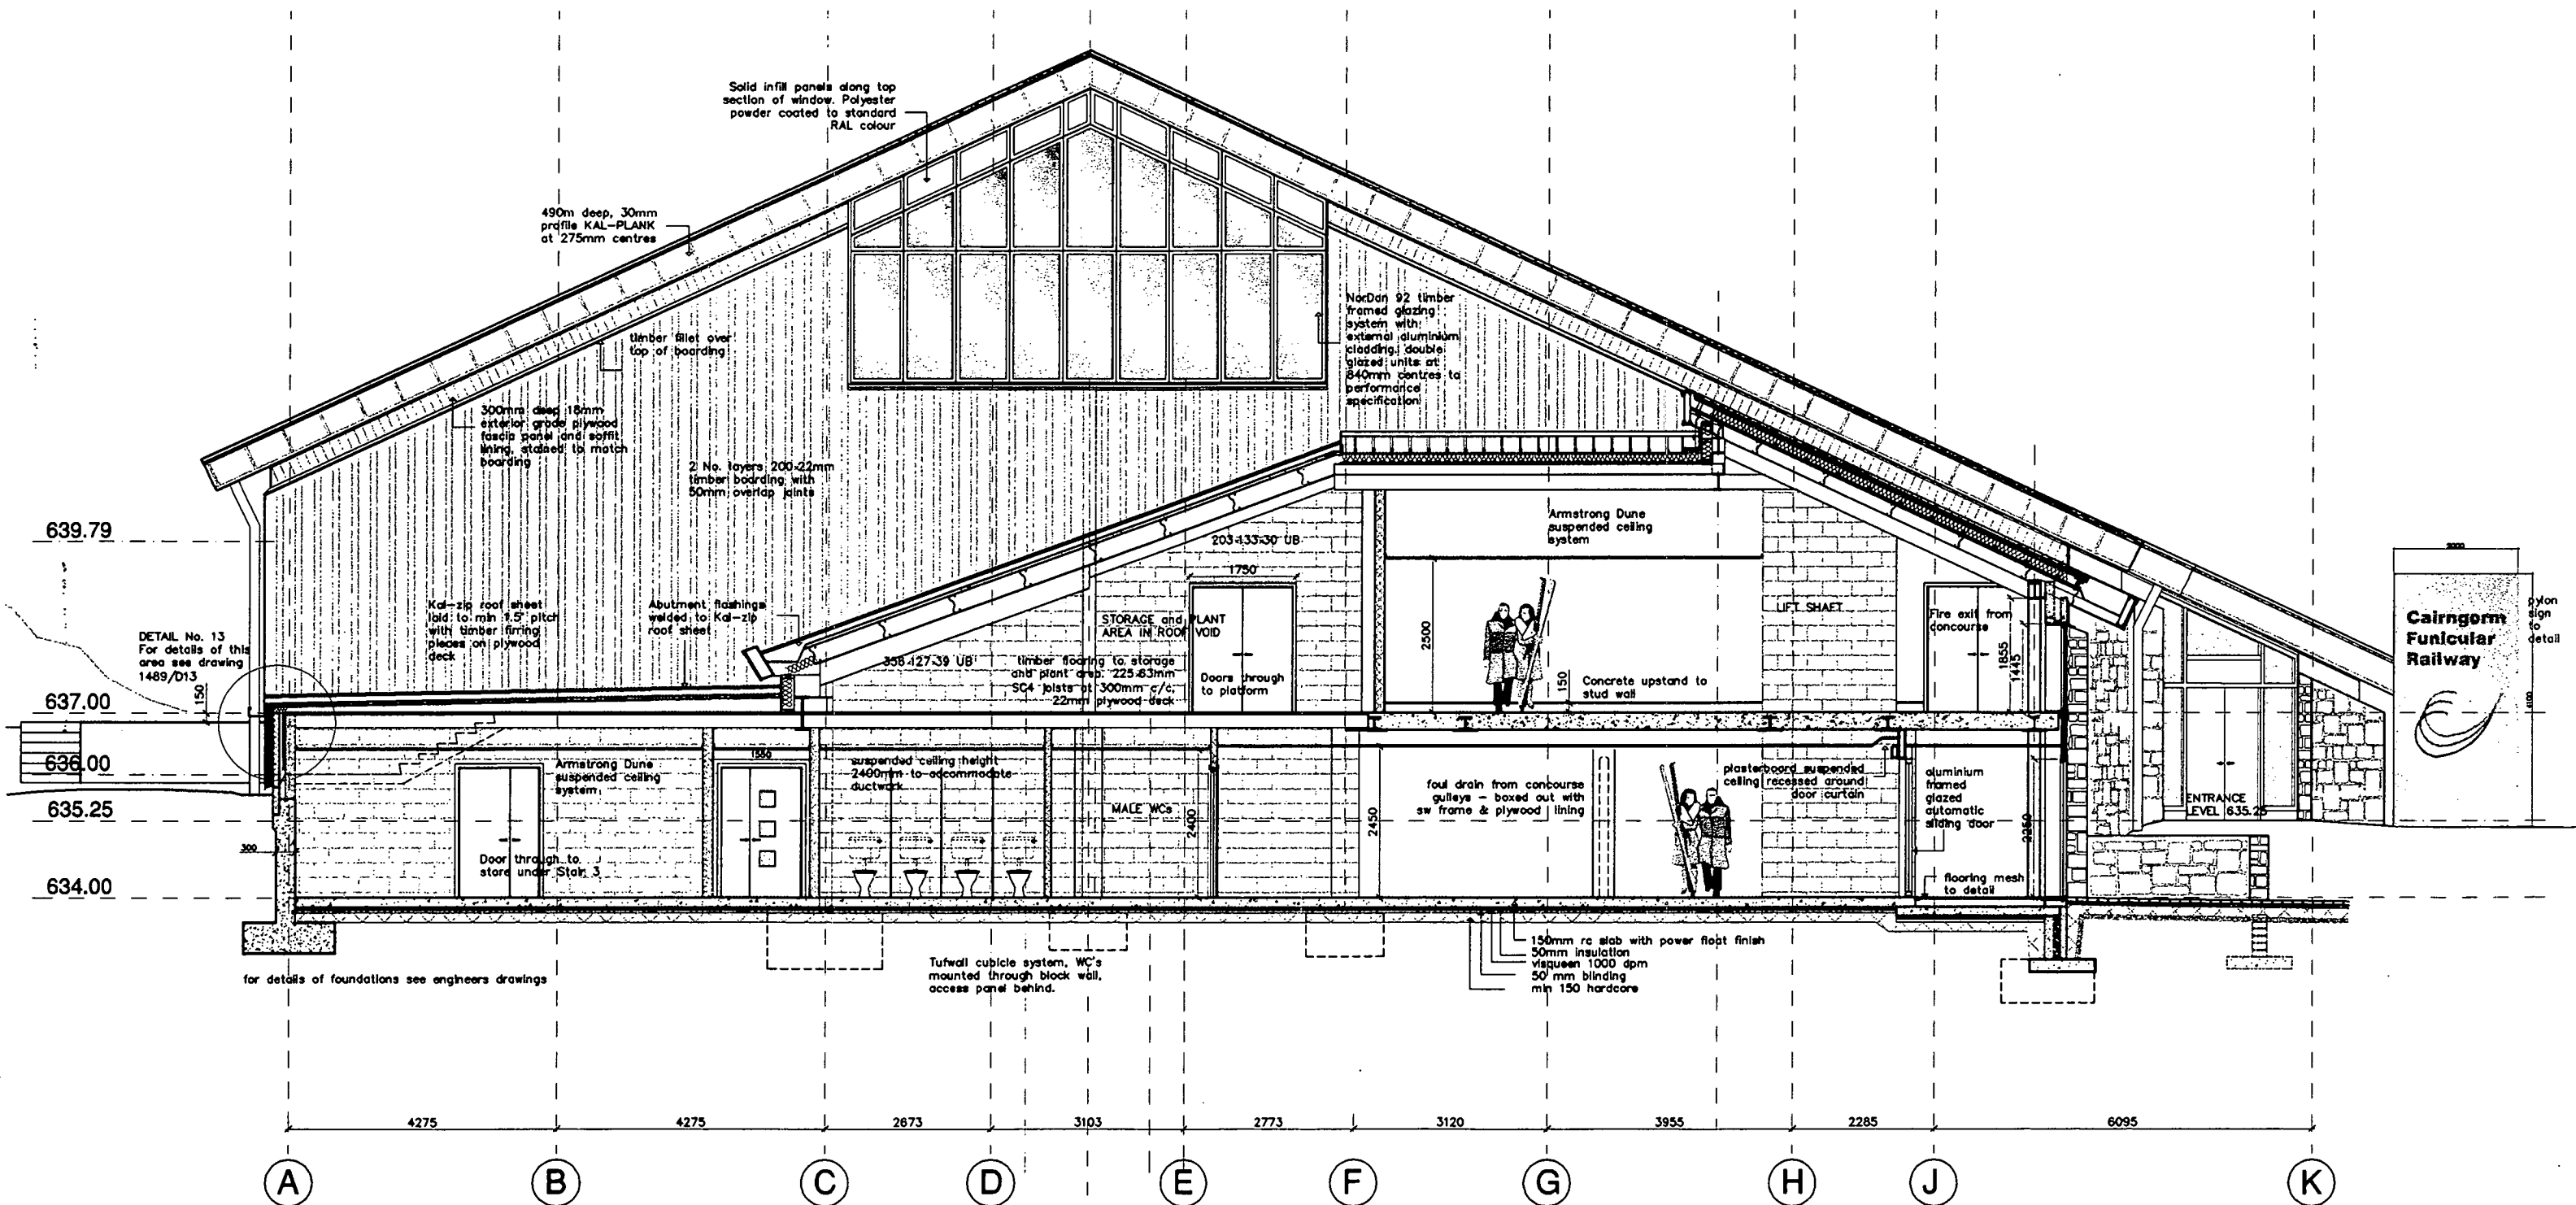 Solid infill panels along top
section of window. Polyester
powder coated to standard
RAL colour
490m deep, 30mm
profile KAL-PLANK
at 275mm centres
timber fillet over
top of boarding
NorDan 92 timber
framed glazing
system with
external aluminium
cladding. double
glazed units at
840mm centres to
performance
specification
300mm deep 18mm
exterior grade plywood
fascia panel and soffit
lining, stained to match
boarding
2 No. layers 200·22mm
timber boarding with
50mm overlap joints
639.79
203·133·30 UB
Armstrong Dune
suspended ceiling
system
1750
2500
LIFT SHAFT
Fire exit from
concourse
1855
1445
2000
pylon
sign
to
detail
4100
Cairngorm
Funicular
Railway
Kal-zip roof sheet
laid to min 1.5° pitch
with timber firring
pieces on plywood
deck
Abutment flashings
welded to Kal-zip
roof sheet
STORAGE and PLANT
AREA IN ROOF VOID
DETAIL No. 13
For details of this
area see drawing
1489/D13
150
356·127·39 UB
timber flooring to storage
and plant area. 225·63mm
SC4 joists at 300mm c/c.
22mm plywood deck
Doors through
to platform
150
Concrete upstand to
stud wall
637.00
636.00
635.25
634.00
Armstrong Dune
suspended ceiling
system
1550
suspended ceiling height
2400mm to accommodate
ductwork
MALE WCs
2400
2450
foul drain from concourse
gulleys - boxed out with
sw frame & plywood lining
plasterboard suspended
ceiling recessed around
door curtain
aluminium
framed
glazed
automatic
sliding door
2250
ENTRANCE
LEVEL 635.25
300
Door through to
store under Stair 3
flooring mesh
to detail
for details of foundations see engineers drawings
Tufwall cubicle system, WC's
mounted through block wall,
access panel behind.
150mm rc slab with power float finish
50mm insulation
visqueen 1000 dpm
50 mm blinding
min 150 hardcore
4275 4275 2673 3103 2773 3120 3955 2285 6095
A B C D E F G H J K